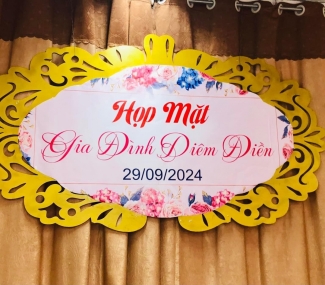 Họp Mặt
Gia Đình Diêm Điền
29/09/2024